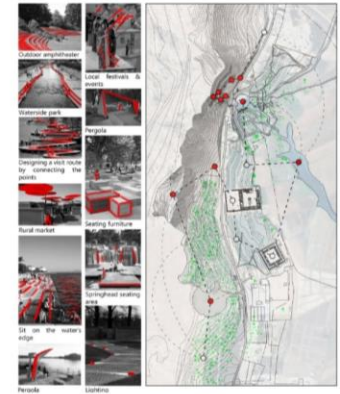 Outdoor amphitheater
Waterside park
Designing a visit route
by connecting the
points
Rural market
Sit on the water's
edge
Pergola
Local festivals &
events
Pergola
Seating furniture
Springhead seating
area
Lighting